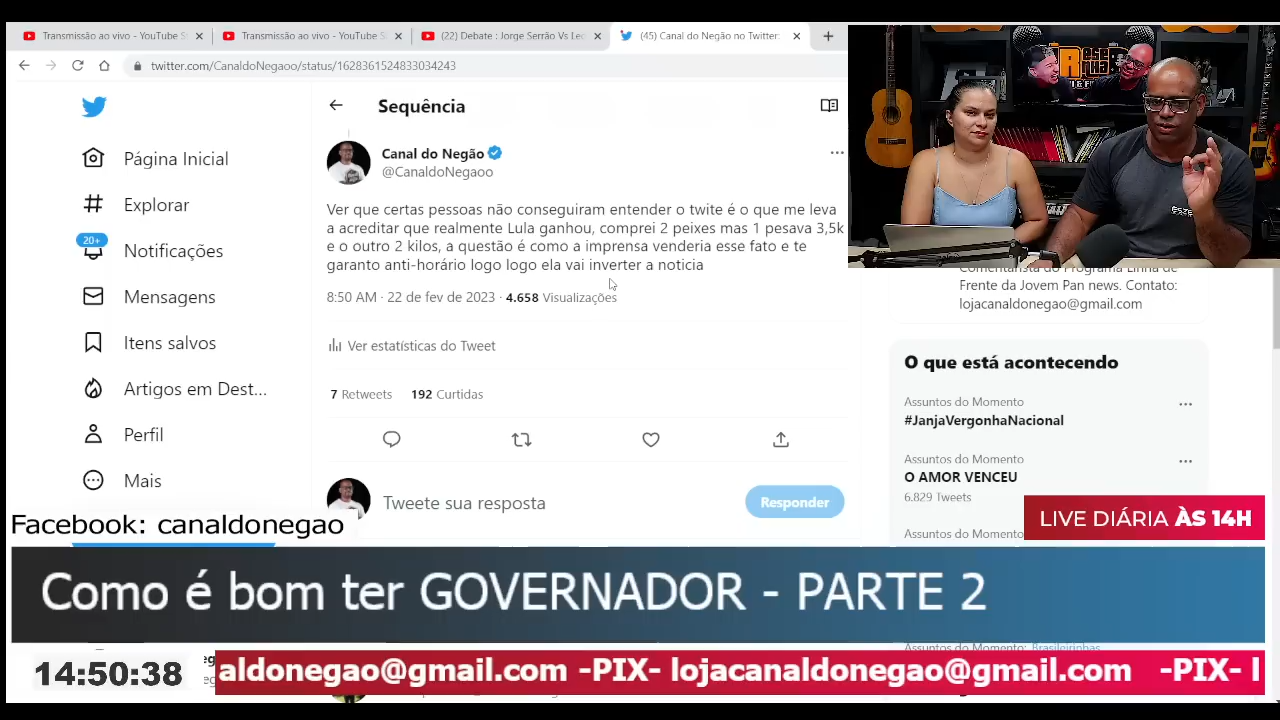 Transmissão ao vivo - YouTube S
Transmissão ao vivo - YouTube St
(22) Debate: Jorge Serrão Vs Leo
(45) Canal do Negão no Twitter:
twitter.com/CanaldoNegaoo/status/1628361524833034243
Sequência
Página Inicial
Explorar
20+
Notificações
Mensagens
Itens salvos
Artigos em Dest...
Perfil
Mais
Canal do Negão
@CanaldoNegaoo
Ver que certas pessoas não conseguiram entender o twite é o que me leva
a acreditar que realmente Lula ganhou, comprei 2 peixes mas 1 pesava 3,5k
e o outro 2 kilos, a questão é como a imprensa venderia esse fato e te
garanto anti-horário logo logo ela vai inverter a noticia
8:50 AM · 22 de fev de 2023 · 4.658 Visualizações
Ver estatísticas do Tweet
7 Retweets 192 Curtidas
Tweete sua resposta
Responder
Comentarista do Programa Linha de
Frente da Jovem Pan news. Contato:
lojacanaldonegao@gmail.com
O que está acontecendo
Assuntos do Momento
#JanjaVergonhaNacional
Assuntos do Momento
O AMOR VENCEU
6.829 Tweets
Assuntos do Momento
LIVE DIÁRIA ÀS 14H
Facebook: canaldonegao
Como é bom ter GOVERNADOR - PARTE 2
Assuntos do Momento: Brasileirinhas
14:50:38
aldonegao@gmail.com -PIX- lojacanaldonegao@gmail.com -PIX- l